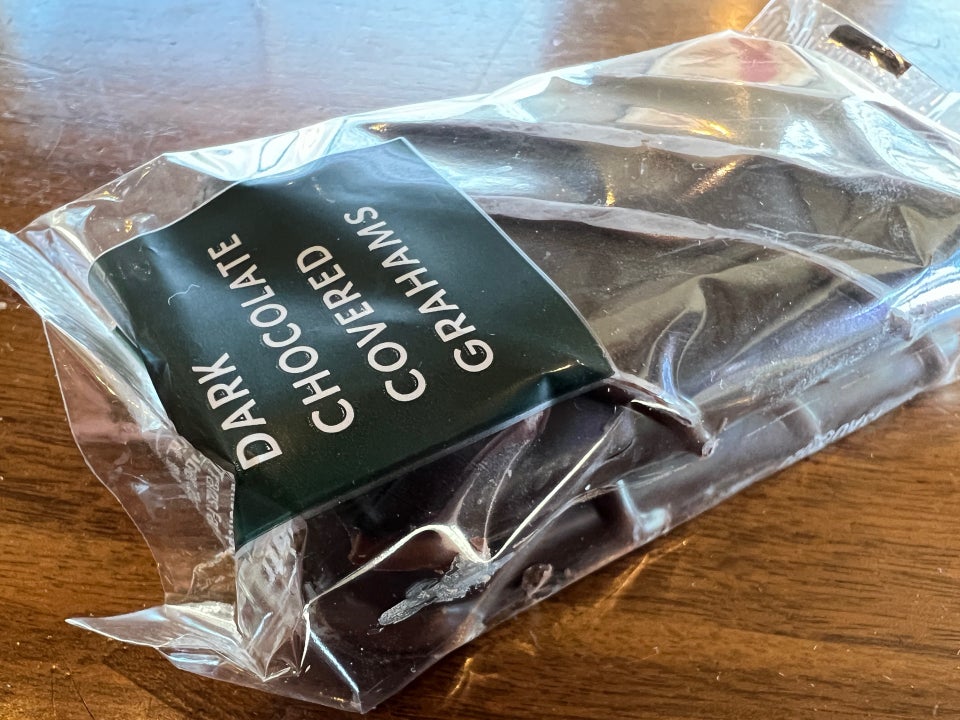 DARK
CHOCOLATE
COVERED
GRAHAMS